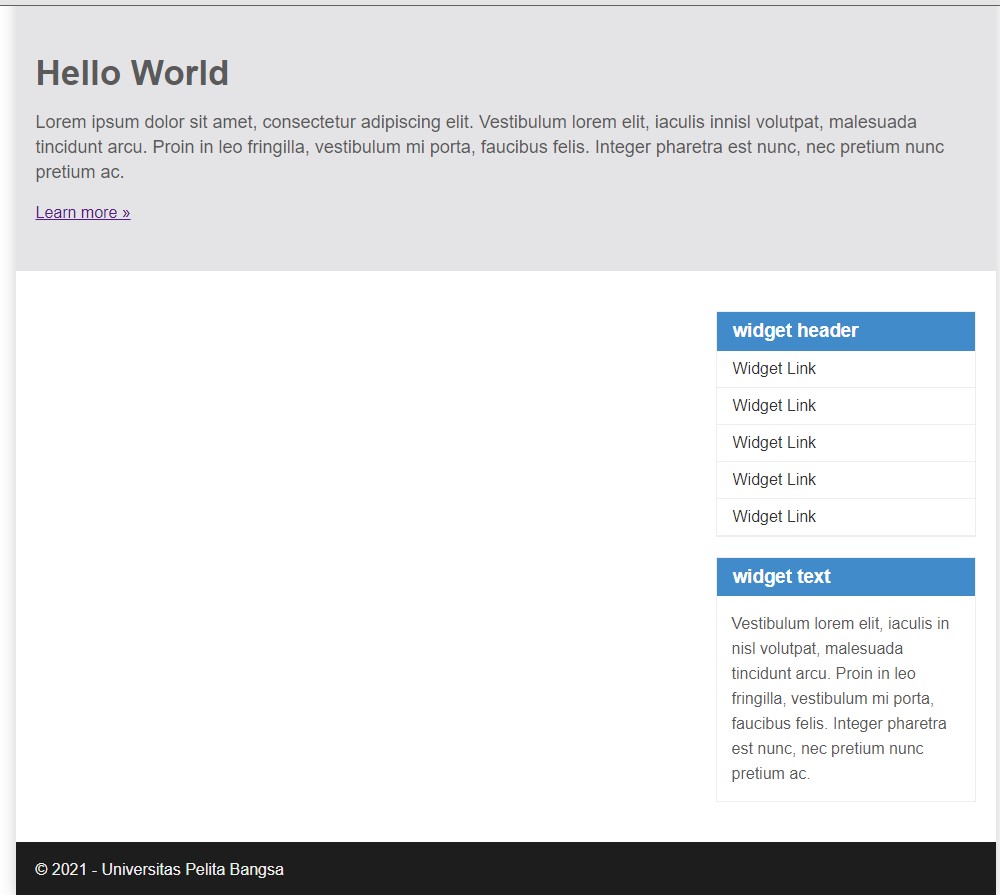 Hello World
Lorem ipsum dolor sit amet, consectetur adipiscing elit. Vestibulum lorem elit, iaculis innisl volutpat, malesuada
tincidunt arcu. Proin in leo fringilla, vestibulum mi porta, faucibus felis. Integer pharetra est nunc, nec pretium nunc
pretium ac.
Learn more »
widget header
Widget Link
Widget Link
Widget Link
Widget Link
Widget Link
widget text
Vestibulum lorem elit, iaculis in
nisl volutpat, malesuada
tincidunt arcu. Proin in leo
fringilla, vestibulum mi porta,
faucibus felis. Integer pharetra
est nunc, nec pretium nunc
pretium ac.
© 2021 - Universitas Pelita Bangsa